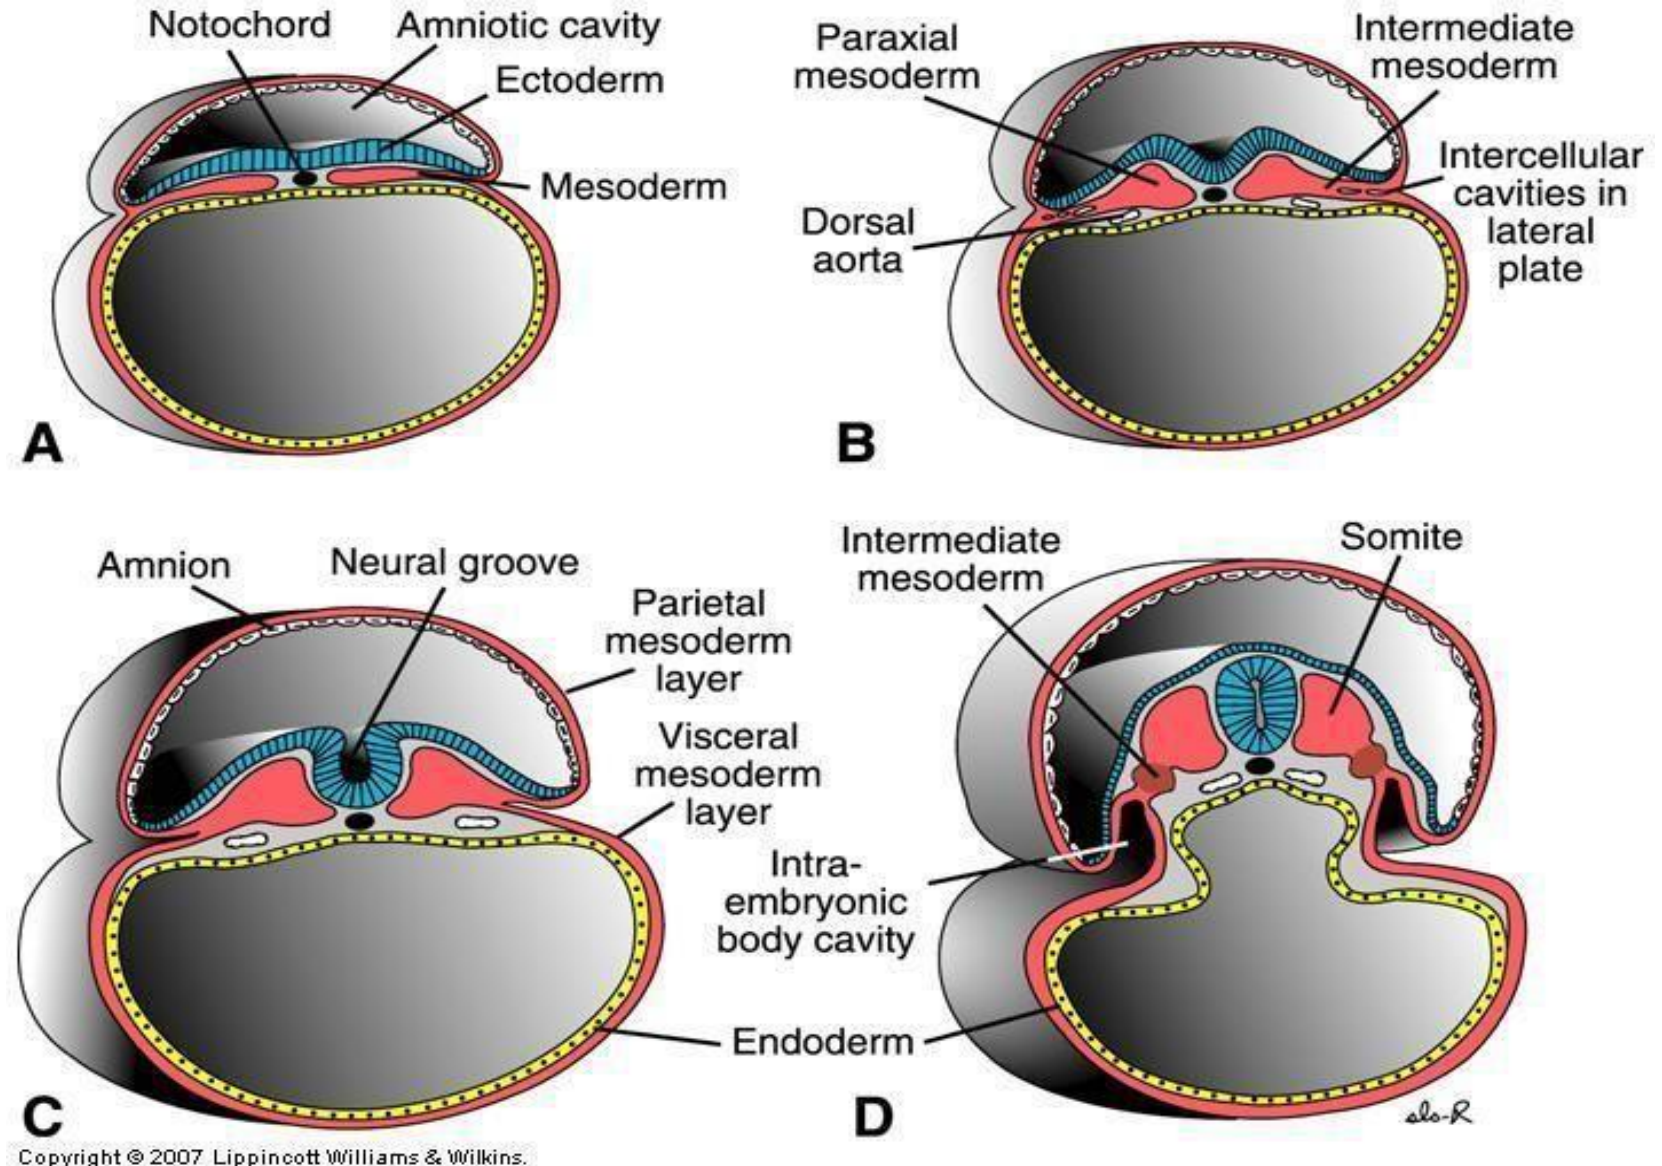 Notochord
Amniotic cavity
Ectoderm
Mesoderm
A
Paraxial
mesoderm
Intermediate
mesoderm
Intercellular
cavities in
lateral
plate
Dorsal
aorta
B
Amnion
Neural groove
Parietal
mesoderm
layer
Visceral
mesoderm
layer
C
Intermediate
mesoderm
Somite
Intra-
embryonic
body cavity
Endoderm
D
sls-R
Copyright © 2007 Lippincott Williams & Wilkins.